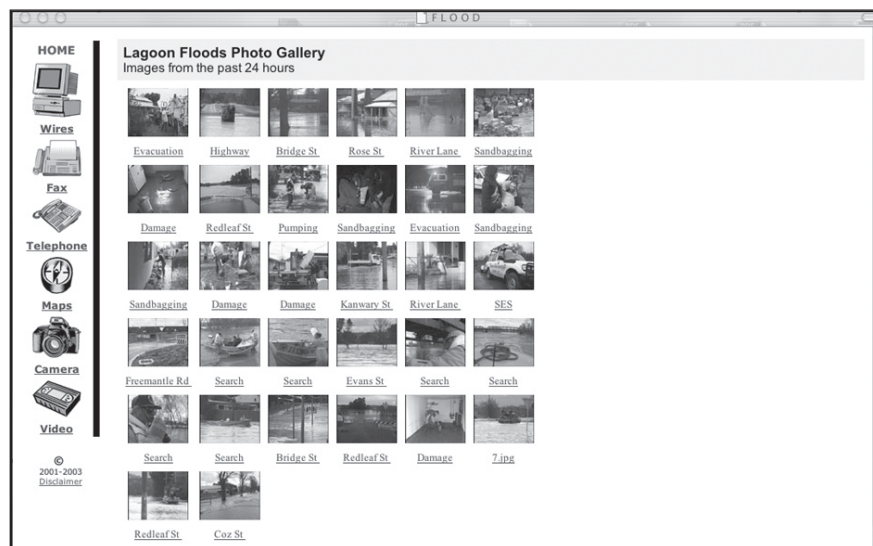 FLOOD
HOME
Wires
Fax
Telephone
Maps
Camera
Video
©
2001-2003
Disclaimer
Lagoon Floods Photo Gallery
Images from the past 24 hours
Evacuation Highway Bridge St Rose St River Lane Sandbagging
Damage Redleaf St Pumping Sandbagging Evacuation Sandbagging
Sandbagging Damage Damage Kanwary St River Lane SES
Freemantle Rd Search Search Evans St Search Search
Search Search Bridge St Redleaf St Damage 7.jpg
Redleaf St Coz St